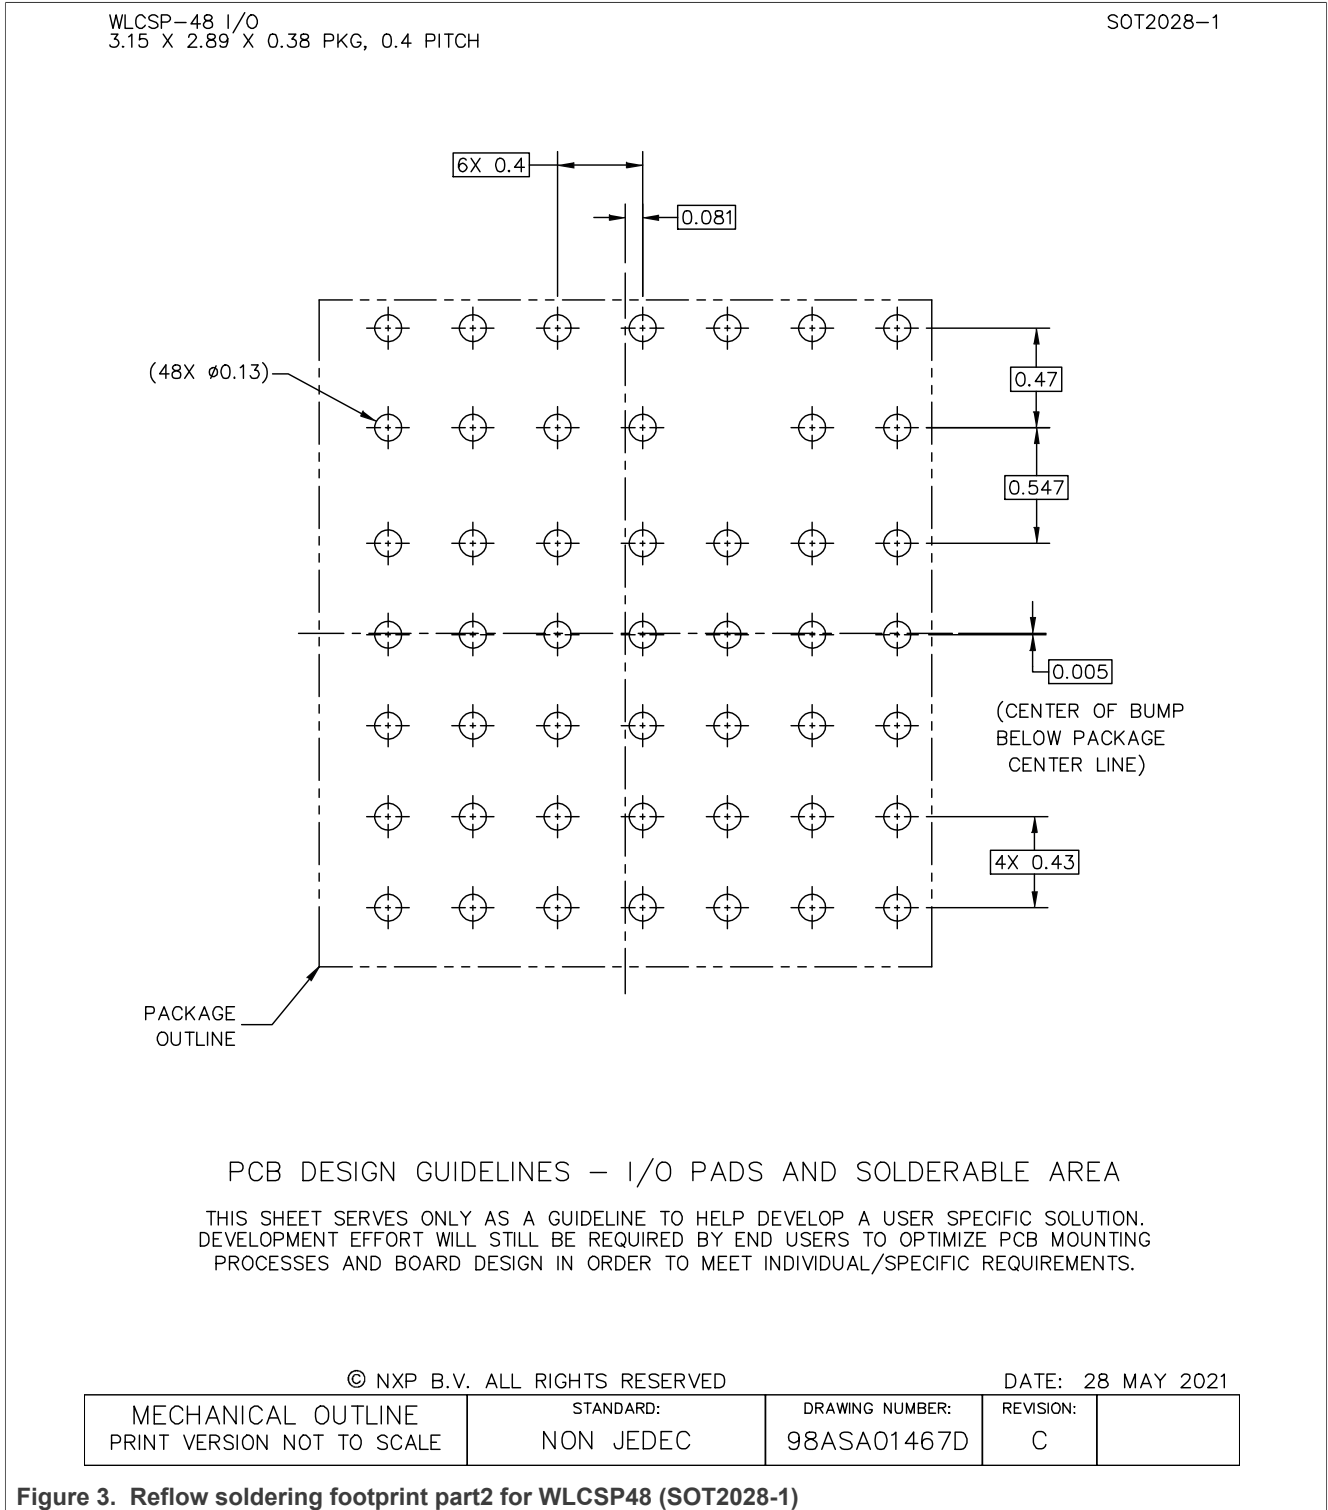 WLCSP-48 I/O
3.15 X 2.89 X 0.38 PKG, 0.4 PITCH
SOT2028-1
6X 0.4
0.081
(48X ⌀0.13)
0.47
0.547
0.005
(CENTER OF BUMP
BELOW PACKAGE
CENTER LINE)
4X 0.43
PACKAGE
OUTLINE
PCB DESIGN GUIDELINES – I/O PADS AND SOLDERABLE AREA
THIS SHEET SERVES ONLY AS A GUIDELINE TO HELP DEVELOP A USER SPECIFIC SOLUTION.
DEVELOPMENT EFFORT WILL STILL BE REQUIRED BY END USERS TO OPTIMIZE PCB MOUNTING
PROCESSES AND BOARD DESIGN IN ORDER TO MEET INDIVIDUAL/SPECIFIC REQUIREMENTS.
© NXP B.V. ALL RIGHTS RESERVED
DATE: 28 MAY 2021
MECHANICAL OUTLINE
PRINT VERSION NOT TO SCALE
STANDARD:
NON JEDEC
DRAWING NUMBER:
98ASA01467D
REVISION:
C
Figure 3. Reflow soldering footprint part2 for WLCSP48 (SOT2028-1)